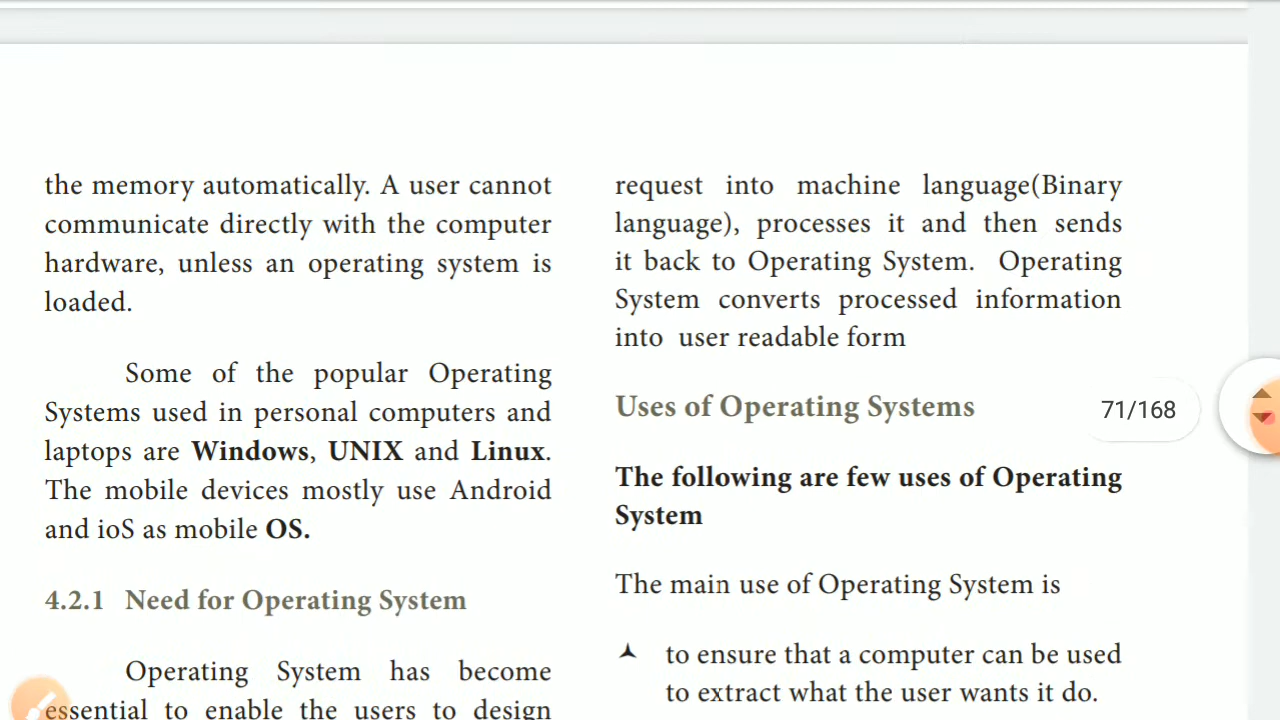 the memory automatically. A user cannot
communicate directly with the computer
hardware, unless an operating system is
loaded.
Some of the popular Operating
Systems used in personal computers and
laptops are Windows, UNIX and Linux.
The mobile devices mostly use Android
and ioS as mobile OS.
4.2.1 Need for Operating System
Operating System has become
essential to enable the users to design
request into machine language(Binary
language), processes it and then sends
it back to Operating System. Operating
System converts processed information
into user readable form
Uses of Operating Systems
The following are few uses of Operating
System
The main use of Operating System is
to ensure that a computer can be used
to extract what the user wants it do.
71/168